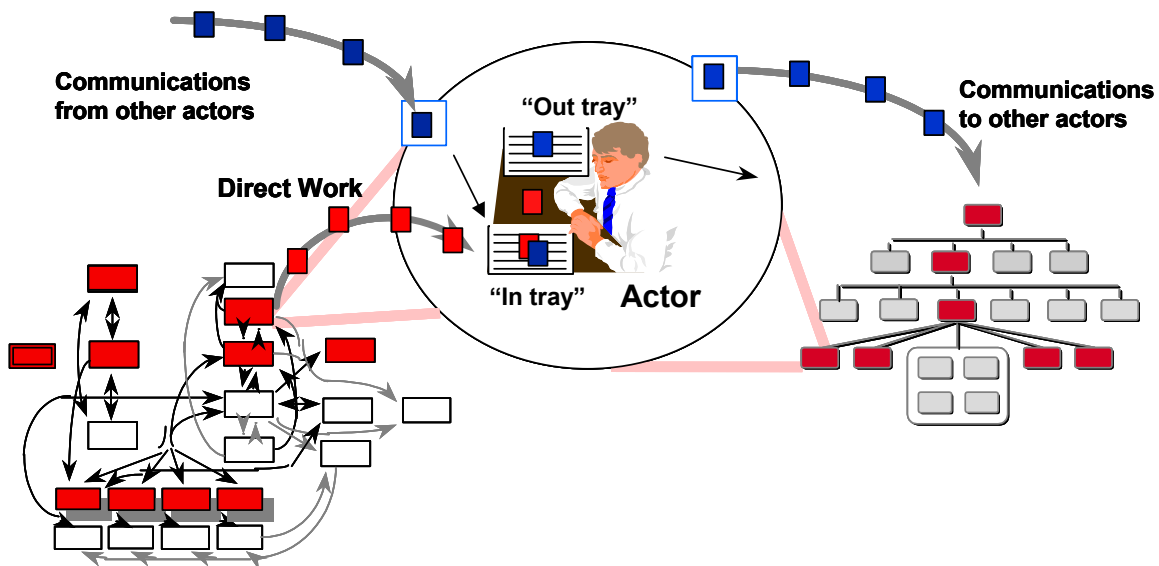 Communications
from other actors
“Out tray”
Communications
to other actors
Direct Work
“In tray”
Actor